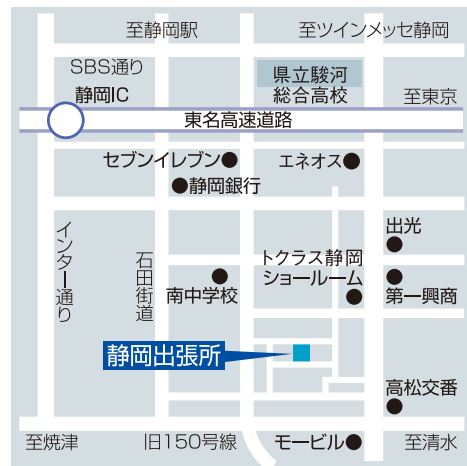 至静岡駅
至ツインメッセ静岡
SBS通り
県立駿河
総合高校
静岡IC
至東京
東名高速道路
セブンイレブン
エネオス
静岡銀行
インター通り
石田街道
出光
トクラス静岡
ショールーム
南中学校
第一興商
静岡出張所
高松交番
至焼津
旧150号線
モービル
至清水